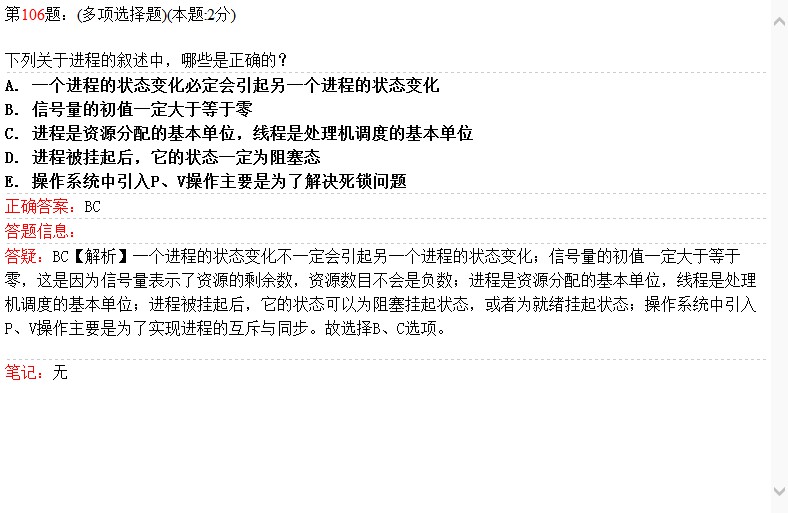 第106题：(多项选择题)(本题:2分)
下列关于进程的叙述中，哪些是正确的？
A. 一个进程的状态变化必定会引起另一个进程的状态变化
B. 信号量的初值一定大于等于零
C. 进程是资源分配的基本单位，线程是处理机调度的基本单位
D. 进程被挂起后，它的状态一定为阻塞态
E. 操作系统中引入P、V操作主要是为了解决死锁问题
正确答案：BC
答题信息：
答疑：BC【解析】一个进程的状态变化不一定会引起另一个进程的状态变化；信号量的初值一定大于等于
零，这是因为信号量表示了资源的剩余数，资源数目不会是负数；进程是资源分配的基本单位，线程是处理
机调度的基本单位；进程被挂起后，它的状态可以为阻塞挂起状态，或者为就绪挂起状态；操作系统中引入
P、V操作主要是为了实现进程的互斥与同步。故选择B、C选项。
笔记：无